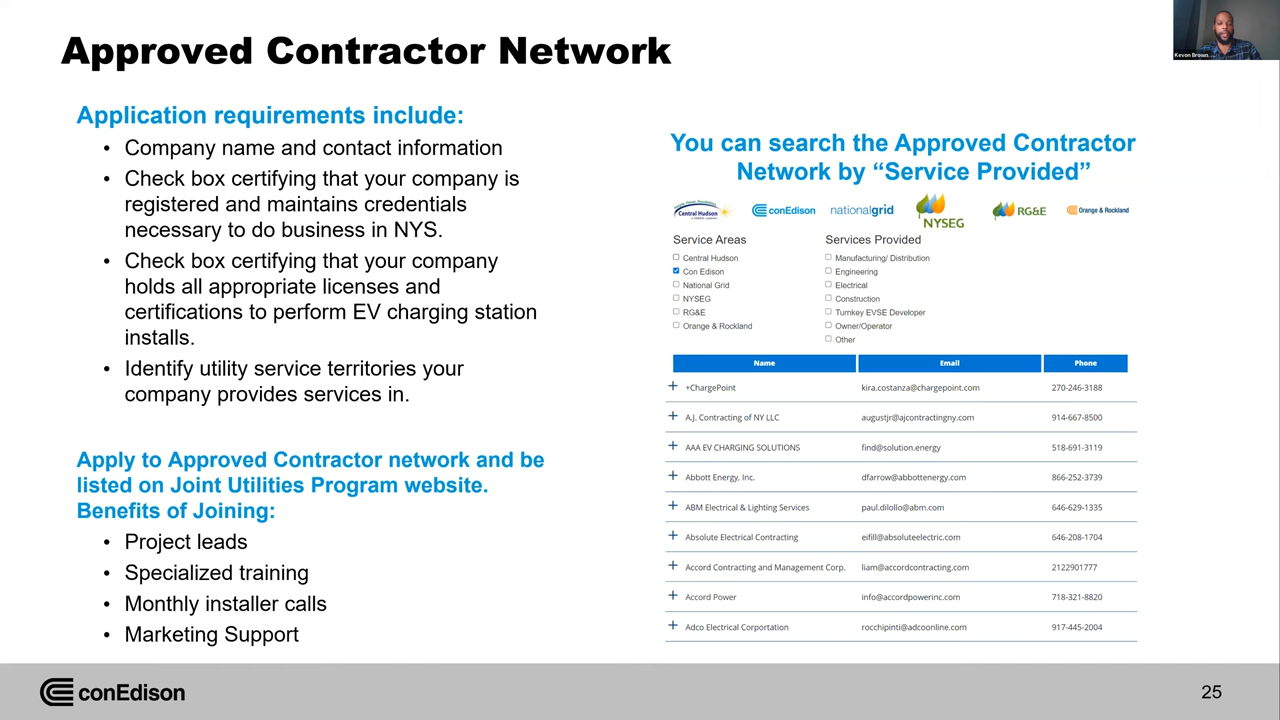 Approved Contractor Network
Kevon Brown
Application requirements include:
• Company name and contact information
• Check box certifying that your company is
registered and maintains credentials
necessary to do business in NYS.
• Check box certifying that your company
holds all appropriate licenses and
certifications to perform EV charging station
installs.
• Identify utility service territories your
company provides services in.
Apply to Approved Contractor network and be
listed on Joint Utilities Program website.
Benefits of Joining:
• Project leads
• Specialized training
• Monthly installer calls
• Marketing Support
You can search the Approved Contractor
Network by “Service Provided”
Central Hudson conEdison nationalgrid NYSEG RG&E Orange & Rockland
Service Areas Services Provided
Central Hudson Manufacturing/ Distribution
Con Edison Engineering
National Grid Electrical
NYSEG Construction
RG&E Turnkey EVSE Developer
Orange & Rockland Owner/Operator
Other
Name Email Phone
+ +ChargePoint kira.costanza@chargepoint.com 270-246-3188
+ A.J. Contracting of NY LLC augustjr@ajcontractingny.com 914-667-8500
+ AAA EV CHARGING SOLUTIONS find@solution.energy 518-691-3119
+ Abbott Energy, Inc. dfarrow@abbottenergy.com 866-252-3739
+ ABM Electrical & Lighting Services paul.dilollo@abm.com 646-629-1335
+ Absolute Electrical Contracting eifill@absoluteelectric.com 646-208-1704
+ Accord Contracting and Management Corp. liam@accordcontracting.com 2122901777
+ Accord Power info@accordpowerinc.com 718-321-8820
+ Adco Electrical Corportation rocchipinti@adcoonline.com 917-445-2004
conEdison
25